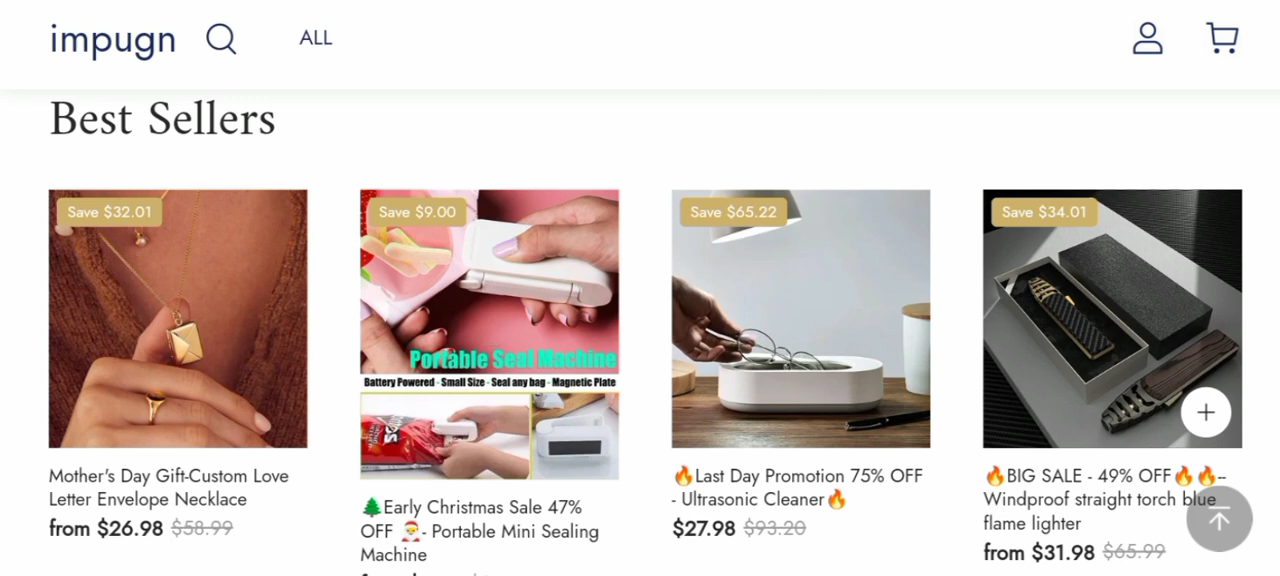 impugn
ALL
Best Sellers
Save $32.01
Save $9.00
Save $65.22
Save $34.01
Portable Seal Machine
Battery Powered - Small Size - Seal any bag - Magnetic Plate
Mother's Day Gift-Custom Love
Letter Envelope Necklace
from $26.98 $58.99
🎄Early Christmas Sale 47%
OFF 🎅- Portable Mini Sealing
Machine
🔥Last Day Promotion 75% OFF
- Ultrasonic Cleaner🔥
$27.98 $93.20
🔥BIG SALE - 49% OFF🔥🔥--
Windproof straight torch blue
flame lighter
from $31.98 $65.99